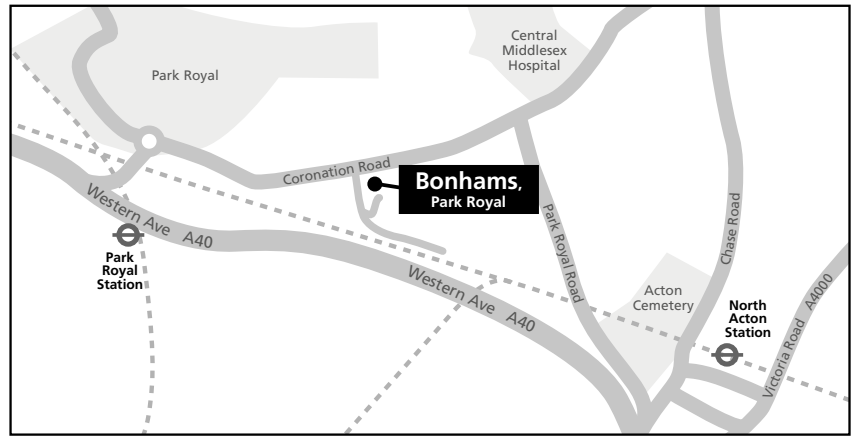 Central
Middlesex
Hospital
Park Royal
Coronation Road
Bonhams,
Park Royal
Western Ave A40
Park
Royal
Station
Park Royal Road
Chase Road
Western Ave A40
Acton
Cemetery
North
Acton
Station
Victoria Road A4000